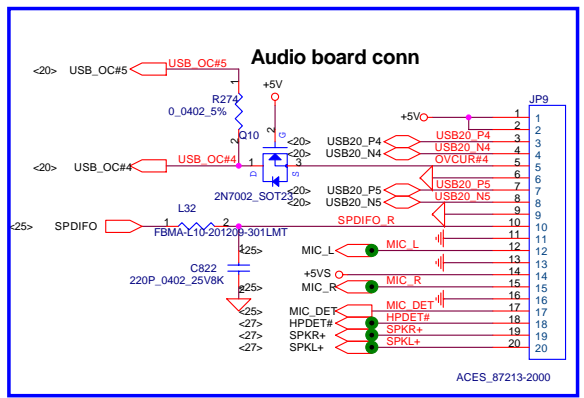 Audio board conn
<20> USB_OC#5 USB_OC#5
R274
0_0402_5%
1
2
+5V
Q10
2
G
<20> USB_OC#4 USB_OC#4 1 D S 3
2N7002_SOT23
<25> SPDIFO 1 L32 2 SPDIFO_R
FBMA-L10-201209-301LMT
1
2
C822
220P_0402_25V8K
JP9
+5V 1 1
2 2
<20> USB20_P4 USB20_P4 3 3
<20> USB20_N4 USB20_N4 4 4
OVCUR#4 5 5
6 6
<20> USB20_P5 USB20_P5 7 7
<20> USB20_N5 USB20_N5 8 8
9 9
10 10
11 11
<25> MIC_L MIC_L 12 12
13 13
+5VS 14 14
<25> MIC_R MIC_R 15 15
16 16
<25> MIC_DET MIC_DET 17 17
<27> HPDET# HPDET# 18 18
<27> SPKR+ SPKR+ 19 19
<27> SPKL+ SPKL+ 20 20
ACES_87213-2000